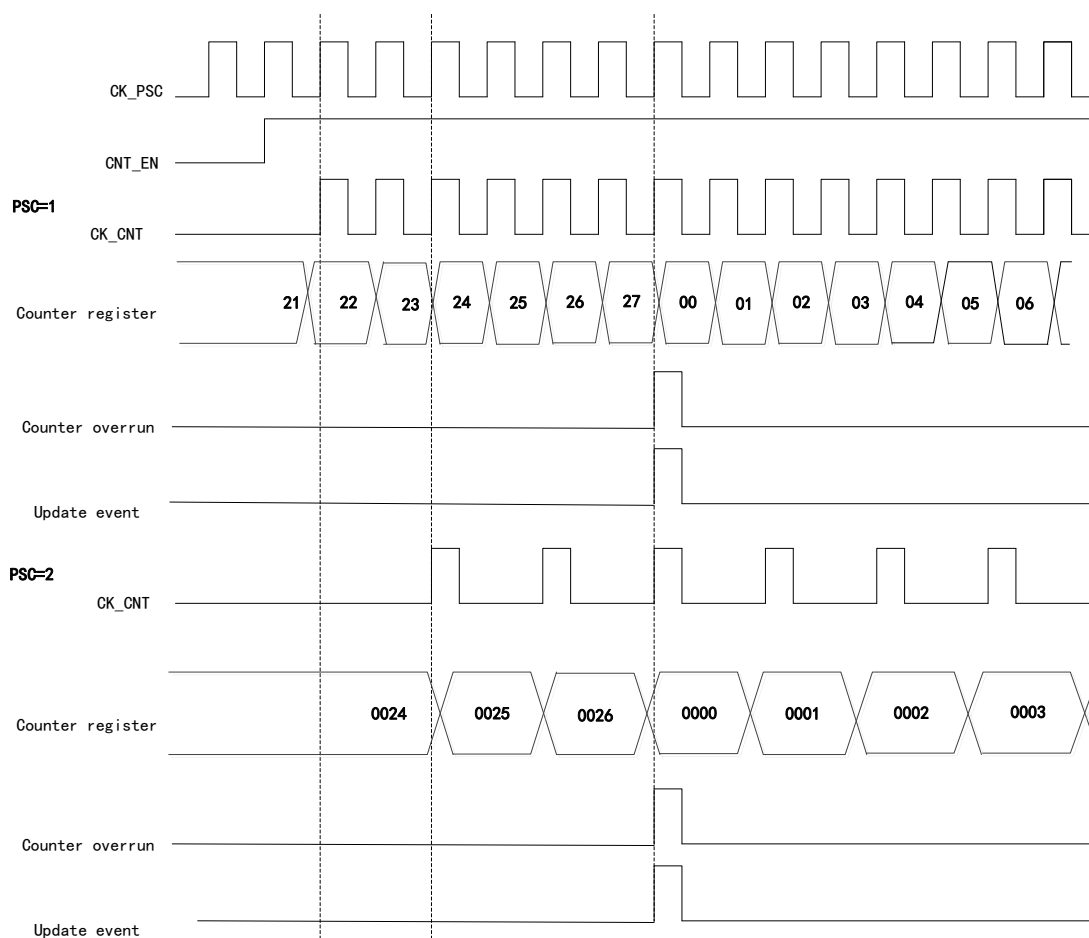 CK_PSC
CNT_EN
PSC=1
CK_CNT
Counter register 21 22 23 24 25 26 27 00 01 02 03 04 05 06
Counter overrun
Update event
PSC=2
CK_CNT
Counter register 0024 0025 0026 0000 0001 0002 0003
Counter overrun
Update event